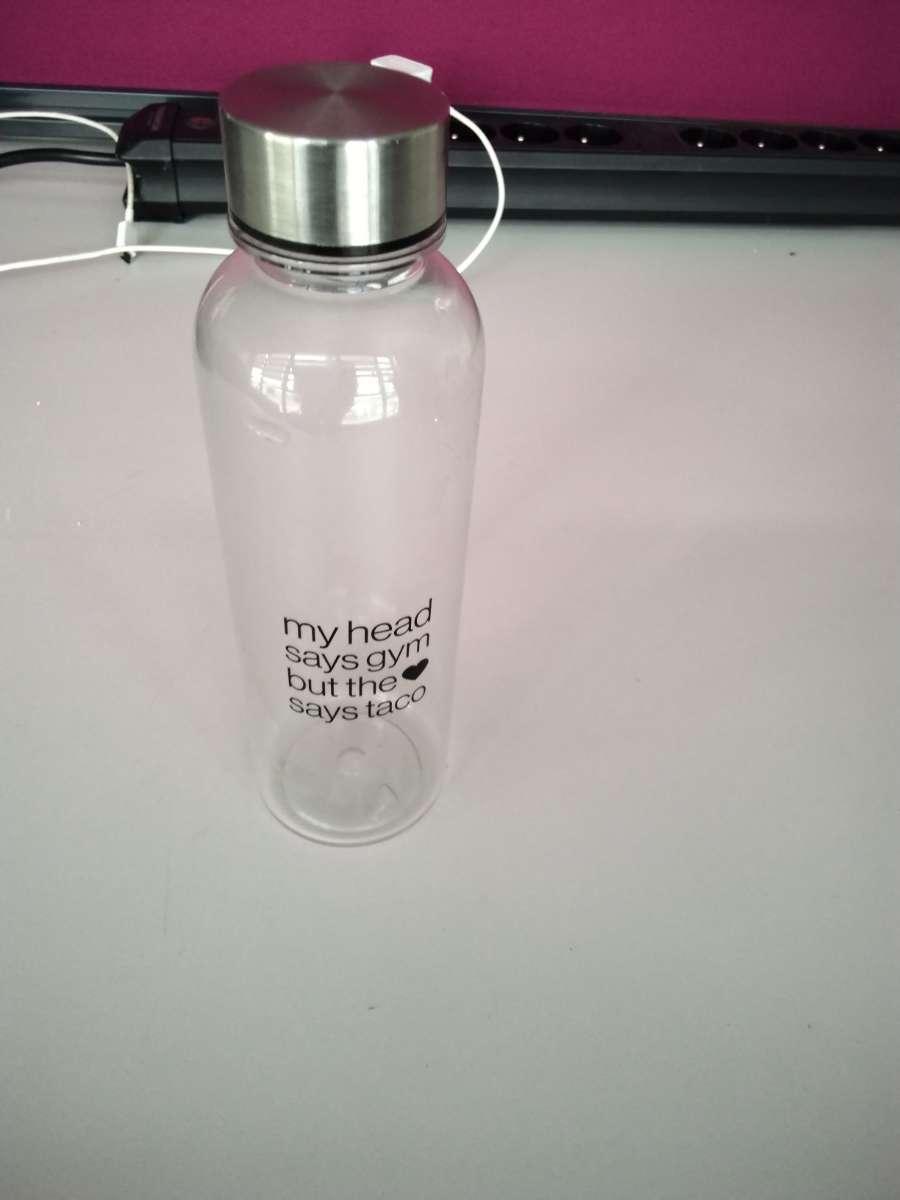 my head
says gym
but the ♥
says taco